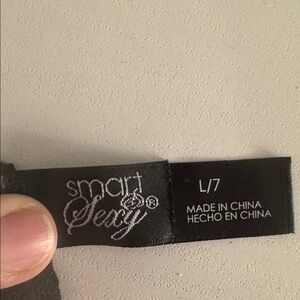 smart
Sexy®
L/7
MADE IN CHINA
HECHO EN CHINA